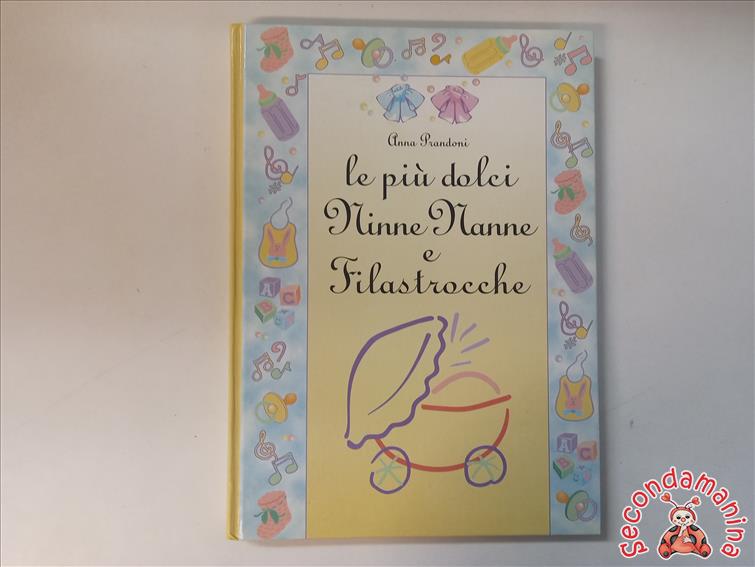 Anna Prandoni
le più dolci
Ninne Nanne
e
Filastrocche
A
C
B
A
C
B
secondamanina